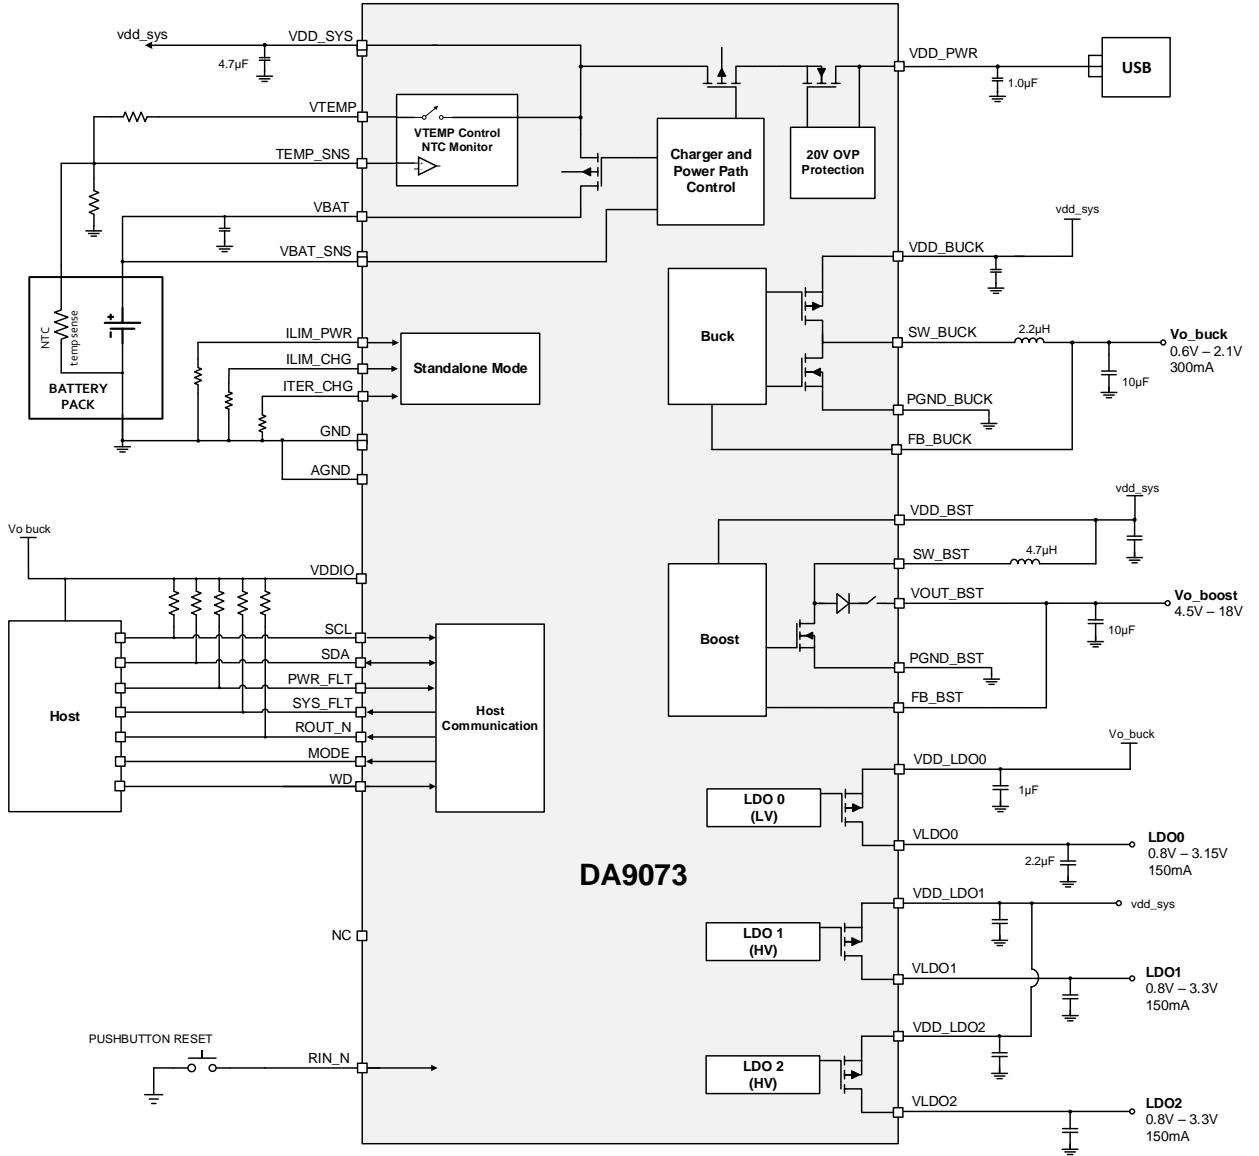 vdd_sys
VDD_SYS
4.7µF
VTEMP
TEMP_SNS
VBAT
VBAT_SNS
VTEMP Control
NTC Monitor
Charger and
Power Path
Control
20V OVP
Protection
VDD_PWR
1.0µF
USB
NTC
temp sense
+
-
BATTERY
PACK
ILIM_PWR
ILIM_CHG
ITER_CHG
GND
AGND
Standalone Mode
Buck
vdd_sys
VDD_BUCK
SW_BUCK
2.2µH
10µF
Vo_buck
0.6V – 2.1V
300mA
PGND_BUCK
FB_BUCK
vdd_sys
VDD_BST
SW_BST
4.7µH
VOUT_BST
10µF
Vo_boost
4.5V – 18V
PGND_BST
FB_BST
Boost
Vo buck
VDDIO
SCL
SDA
PWR_FLT
SYS_FLT
ROUT_N
MODE
WD
Host
Host
Communication
Vo_buck
VDD_LDO0
1µF
LDO 0
(LV)
VLDO0
2.2µF
LDO0
0.8V – 3.15V
150mA
DA9073
VDD_LDO1
vdd_sys
LDO 1
(HV)
VLDO1
LDO1
0.8V – 3.3V
150mA
NC
VDD_LDO2
LDO 2
(HV)
VLDO2
LDO2
0.8V – 3.3V
150mA
PUSHBUTTON RESET
RIN_N